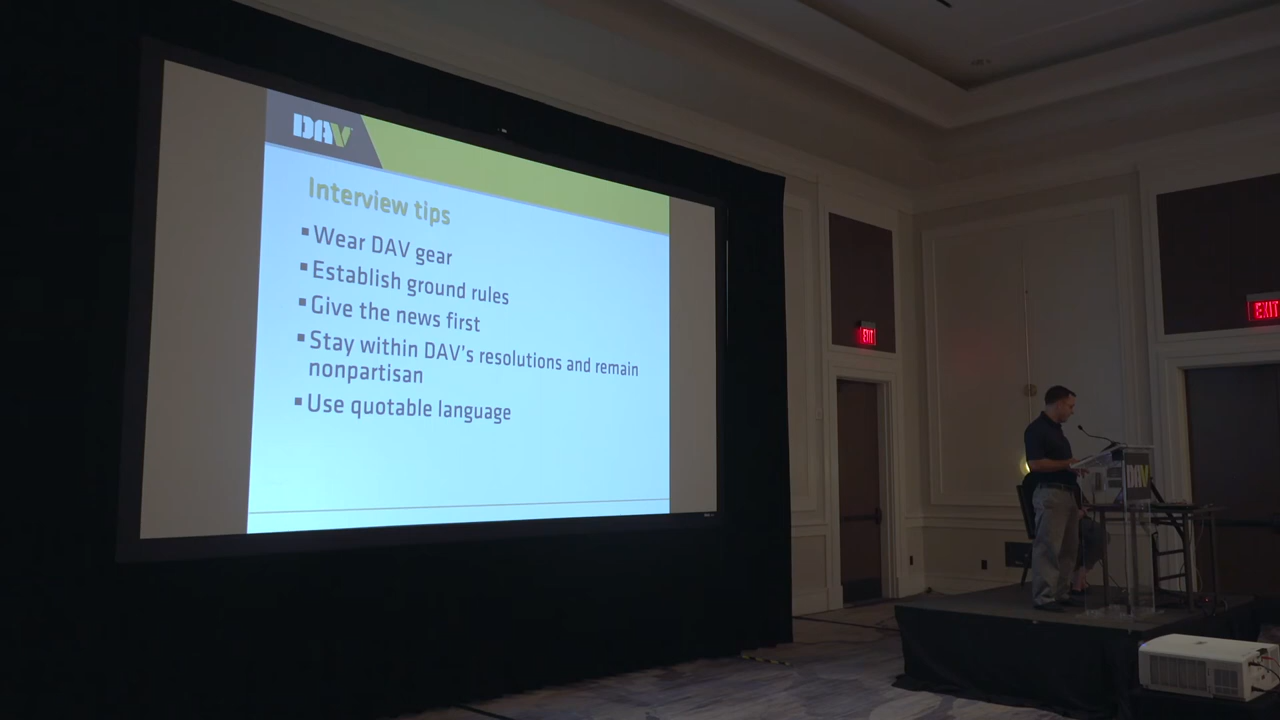 DAV
Interview tips
▪ Wear DAV gear
▪ Establish ground rules
▪ Give the news first
▪ Stay within DAV's resolutions and remain
nonpartisan
▪ Use quotable language
EXIT
EXIT
DAV